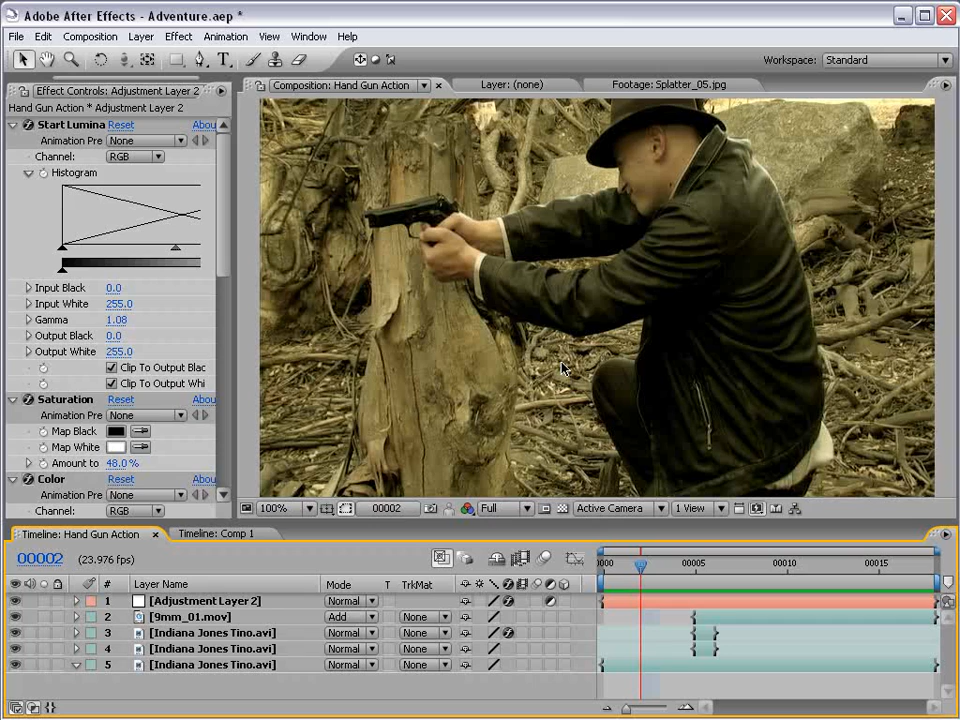 Adobe After Effects - Adventure.aep *
File Edit Composition Layer Effect Animation View Window Help
Workspace: Standard
Effect Controls: Adjustment Layer 2
Composition: Hand Gun Action Layer: (none) Footage: Splatter_05.jpg
Hand Gun Action * Adjustment Layer 2
Start Lumina Reset Abou
Animation Pre None
Channel: RGB
Histogram
Input Black 0.0
Input White 255.0
Gamma 1.08
Output Black 0.0
Output White 255.0
Clip To Output Blac
Clip To Output Whi
Saturation Reset Abou
Animation Pre None
Map Black
Map White
Amount to 48.0%
Color Reset Abou
Animation Pre None
Channel: RGB
100% 00002 Full Active Camera 1 View
Timeline: Hand Gun Action Timeline: Comp 1
00002 (23.976 fps)
0000 00005 00010 00015
# Layer Name Mode T TrkMat
1 [Adjustment Layer 2] Normal
2 [9mm_01.mov] Add None
3 [Indiana Jones Tino.avi] Normal None
4 [Indiana Jones Tino.avi] Normal None
5 [Indiana Jones Tino.avi] Normal None